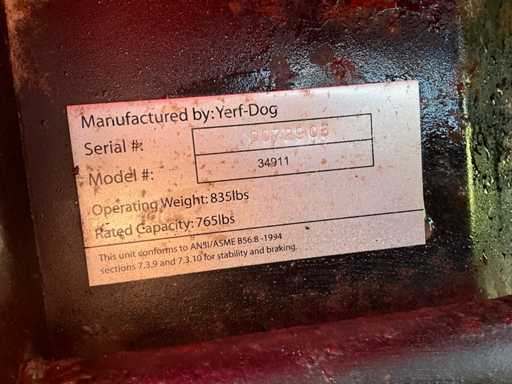 Manufactured by: Yerf-Dog
Serial #:
Model #: 34911
Operating Weight: 835lbs
Rated Capacity: 765lbs
This unit conforms to ANSI/ASME B56:8 -1994
sections 7.3.9 and 7.3.10 for stability and braking.